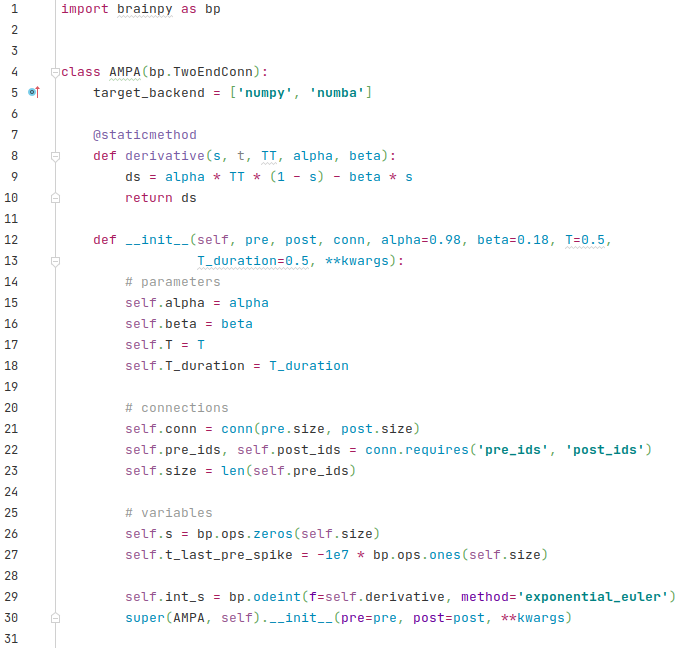 1 import brainpy as bp
2
3
4 class AMPA(bp.TwoEndConn):
5     target_backend = ['numpy', 'numba']
6
7     @staticmethod
8     def derivative(s, t, TT, alpha, beta):
9         ds = alpha * TT * (1 - s) - beta * s
10         return ds
11
12     def __init__(self, pre, post, conn, alpha=0.98, beta=0.18, T=0.5,
13                  T_duration=0.5, **kwargs):
14         # parameters
15         self.alpha = alpha
16         self.beta = beta
17         self.T = T
18         self.T_duration = T_duration
19
20         # connections
21         self.conn = conn(pre.size, post.size)
22         self.pre_ids, self.post_ids = conn.requires('pre_ids', 'post_ids')
23         self.size = len(self.pre_ids)
24
25         # variables
26         self.s = bp.ops.zeros(self.size)
27         self.t_last_pre_spike = -1e7 * bp.ops.ones(self.size)
28
29         self.int_s = bp.odeint(f=self.derivative, method='exponential_euler')
30         super(AMPA, self).__init__(pre=pre, post=post, **kwargs)
31